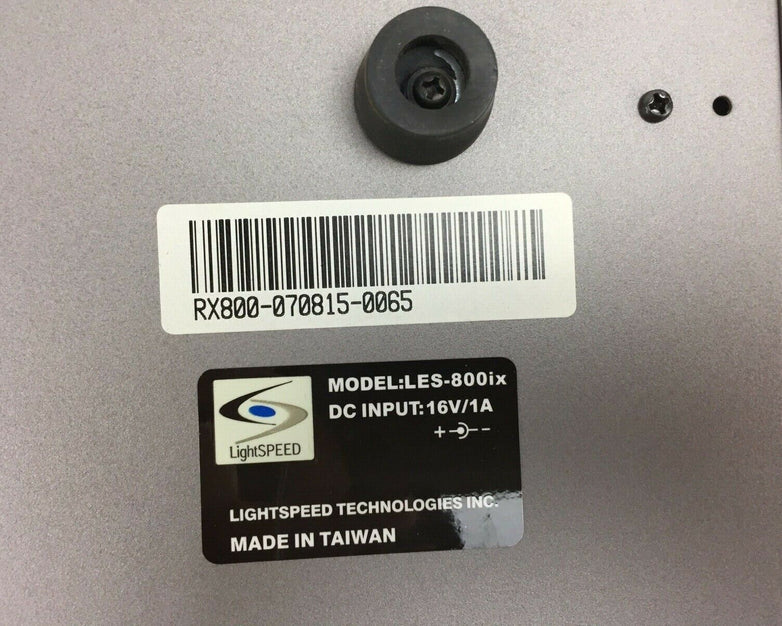 RX800-070815-0065
MODEL:LES-800ix
DC INPUT:16V/1A
+ -
LightSPEED
LIGHTSPEED TECHNOLOGIES INC.
MADE IN TAIWAN